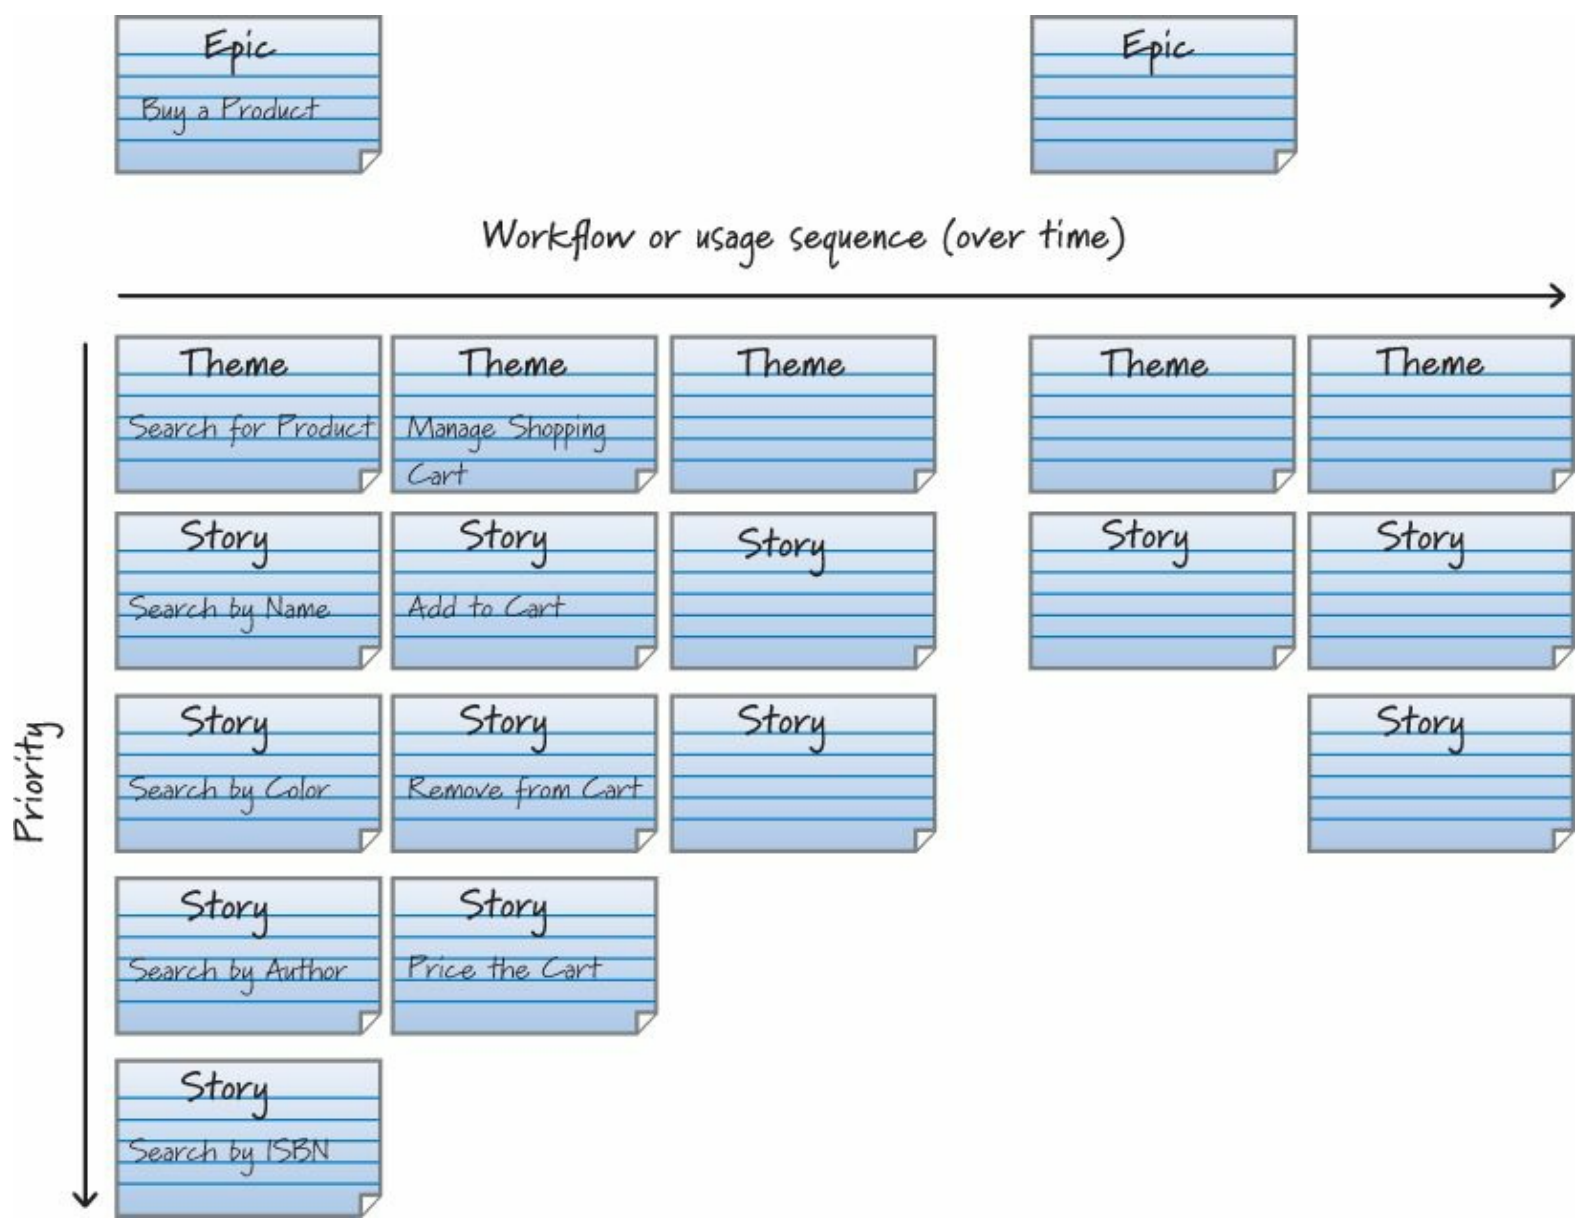 Epic
Buy a Product
Epic
Workflow or usage sequence (over time)
Priority
Theme
Search for Product
Theme
Manage Shopping
Cart
Theme
Theme
Theme
Story
Search by Name
Story
Add to Cart
Story
Story
Story
Story
Search by Color
Story
Remove from Cart
Story
Story
Story
Search by Author
Story
Price the Cart
Story
Search by ISBN